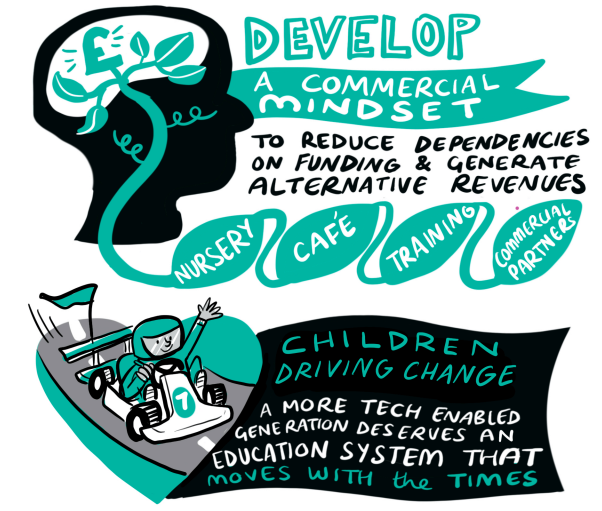 £
DEVELOP
A COMMERCIAL
MINDSET
TO REDUCE DEPENDENCIES
ON FUNDING & GENERATE
ALTERNATIVE REVENUES
NURSERY
CAFÉ
TRAINING
COMMERCIAL
PARTNERS
CHILDREN
DRIVING CHANGE
A MORE TECH ENABLED
GENERATION DESERVES AN
EDUCATION SYSTEM THAT
MOVES WITH the TIMES
7